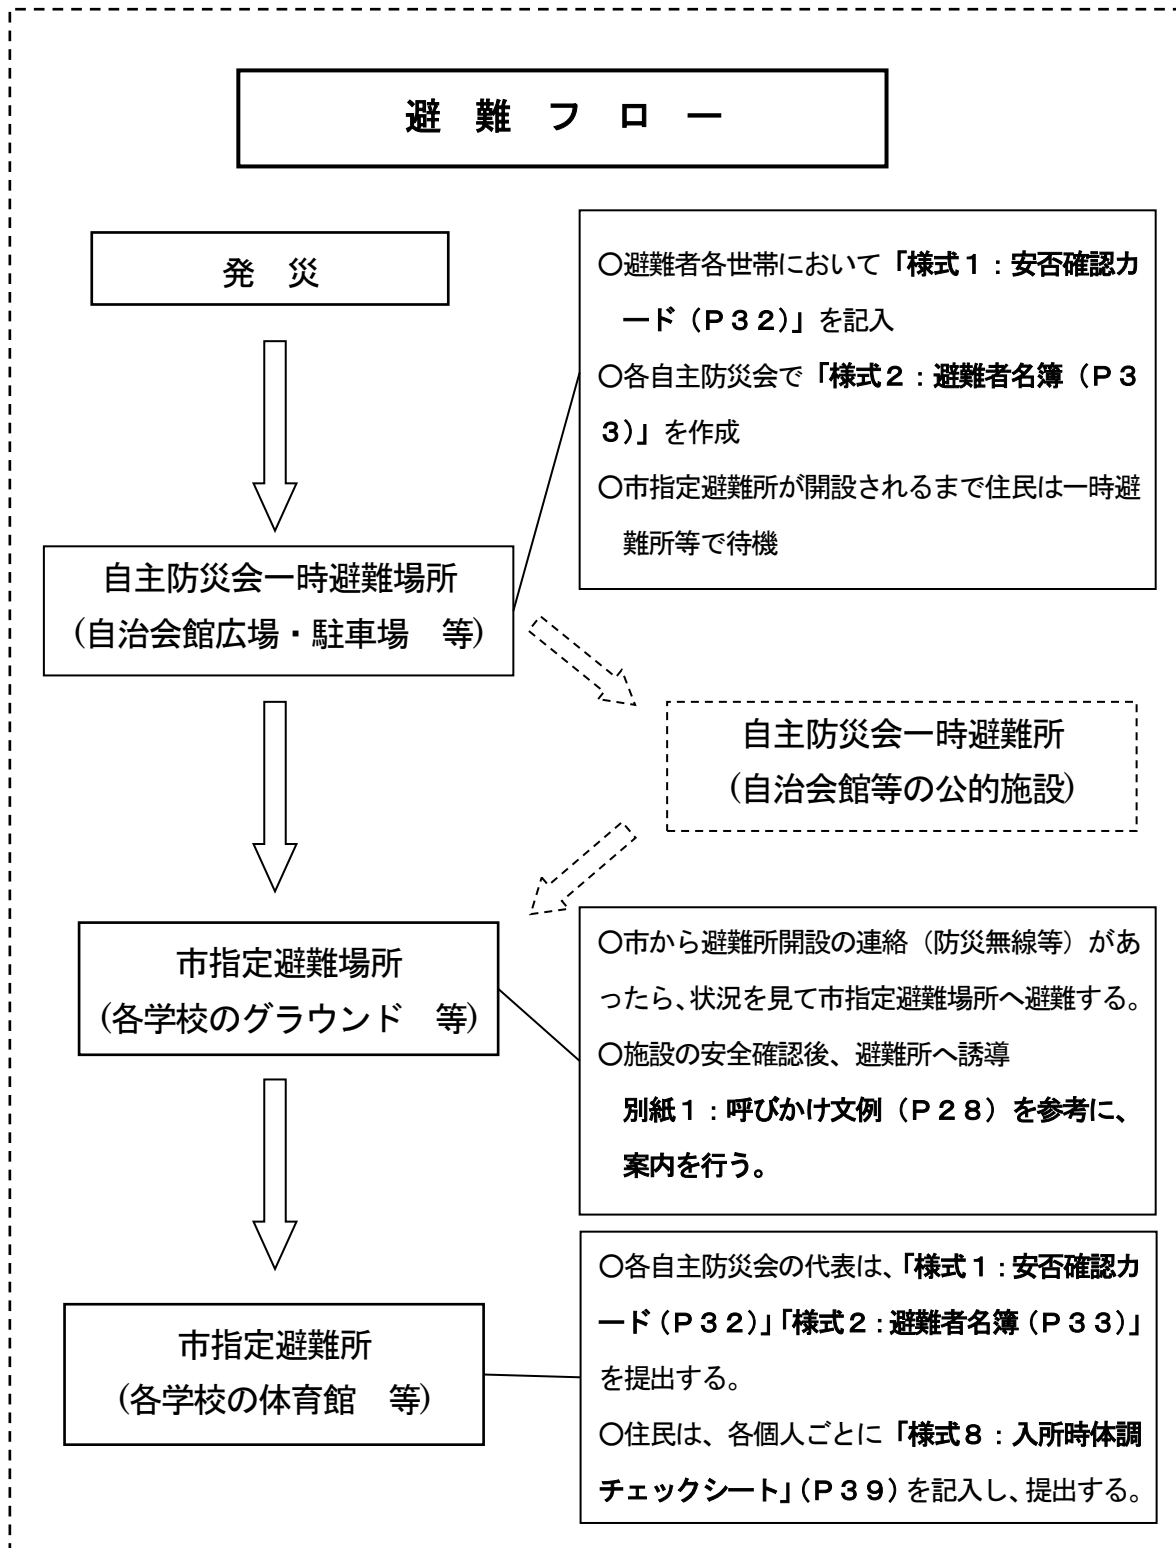 避 難 フ ロ ー
発 災
○避難者各世帯において「様式1：安否確認カ
ード（P32）」を記入
○各自主防災会で「様式2：避難者名簿（P3
3）」を作成
○市指定避難所が開設されるまで住民は一時避
難所等で待機
自主防災会一時避難場所
(自治会館広場・駐車場 等)
自主防災会一時避難所
(自治会館等の公的施設)
市指定避難場所
(各学校のグラウンド 等)
○市から避難所開設の連絡（防災無線等）があ
ったら、状況を見て市指定避難場所へ避難する。
○施設の安全確認後、避難所へ誘導
別紙1：呼びかけ文例（P28）を参考に、
案内を行う。
市指定避難所
(各学校の体育館 等)
○各自主防災会の代表は、「様式1：安否確認カ
ード（P32）」「様式2：避難者名簿（P33）」
を提出する。
○住民は、各個人ごとに「様式8：入所時体調
チェックシート」（P39）を記入し、提出する。